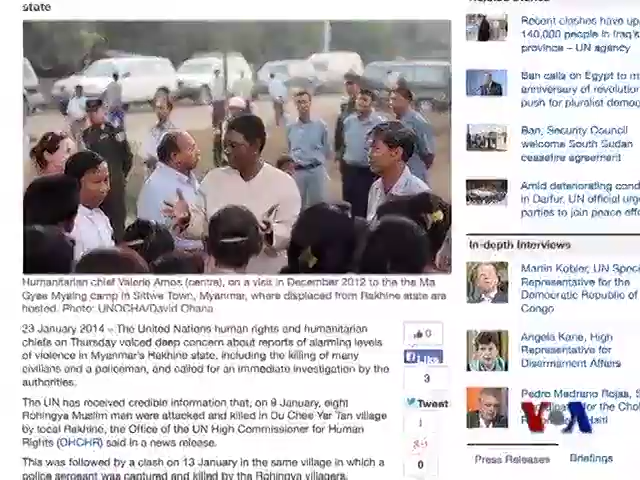 state
Humanitarian chief Valerie Amos (centre), on a visit in December 2012 to the the Ma
Gyee Myaing camp in Sittwe Town, Myanmar, where displaced from Rakhine state are
hosted. Photo: UNOCHA/David Ohana
23 January 2014 – The United Nations human rights and humanitarian
chiefs on Thursday voiced deep concern about reports of alarming levels
of violence in Myanmar's Rakhine state, including the killing of many
civilians and a policeman, and called for an immediate investigation by the
authorities.
The UN has received credible information that, on 9 January, eight
Rohingya Muslim men were attacked and killed in Du Chee Yar Tan village
by local Rakhine, the Office of the UN High Commissioner for Human
Rights (OHCHR) said in a news release.
This was followed by a clash on 13 January in the same village in which a
police sergeant was captured and killed by the Rohingya villagers.
0
Like
3
Tweet
0
Recent clashes have up
140,000 people in Iraq's
province – UN agency
Ban calls on Egypt to m
anniversary of revolution
push for pluralist democ
Ban, Security Council
welcome South Sudan
ceasefire agreement
Amid deteriorating cond
in Darfur, UN official urg
parties to join peace eff
In-depth Interviews
Martin Kobler, UN Spec
Representative for the
Democratic Republic of
Congo
Angela Kane, High
Representative for
Disarmament Affairs
Pedro Medrano Rojas, S
for the Chol
Haiti
VOA
Press Releases
Briefings